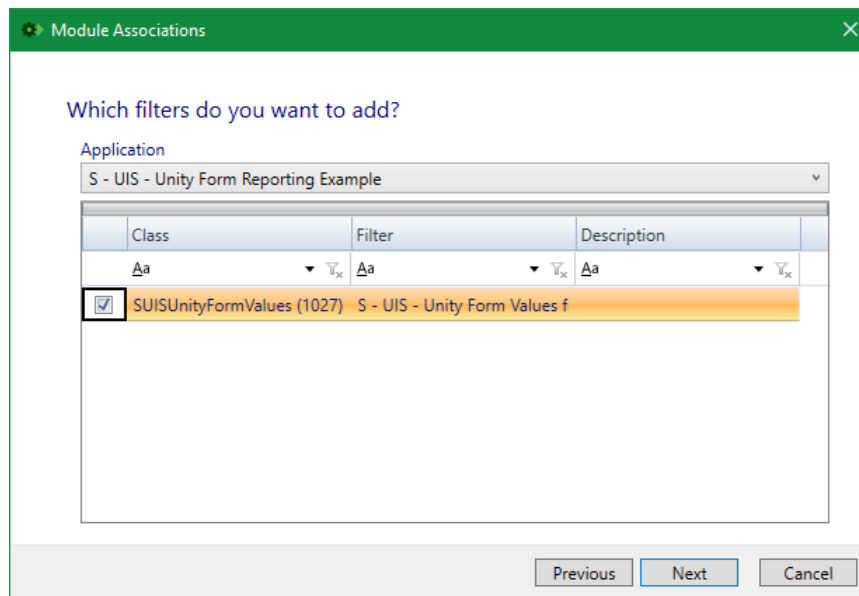 Module Associations
Which filters do you want to add?
Application
S - UIS - Unity Form Reporting Example
Class Filter Description
Aa Aa Aa
SUISUnityFormValues (1027) S - UIS - Unity Form Values f
Previous Next Cancel